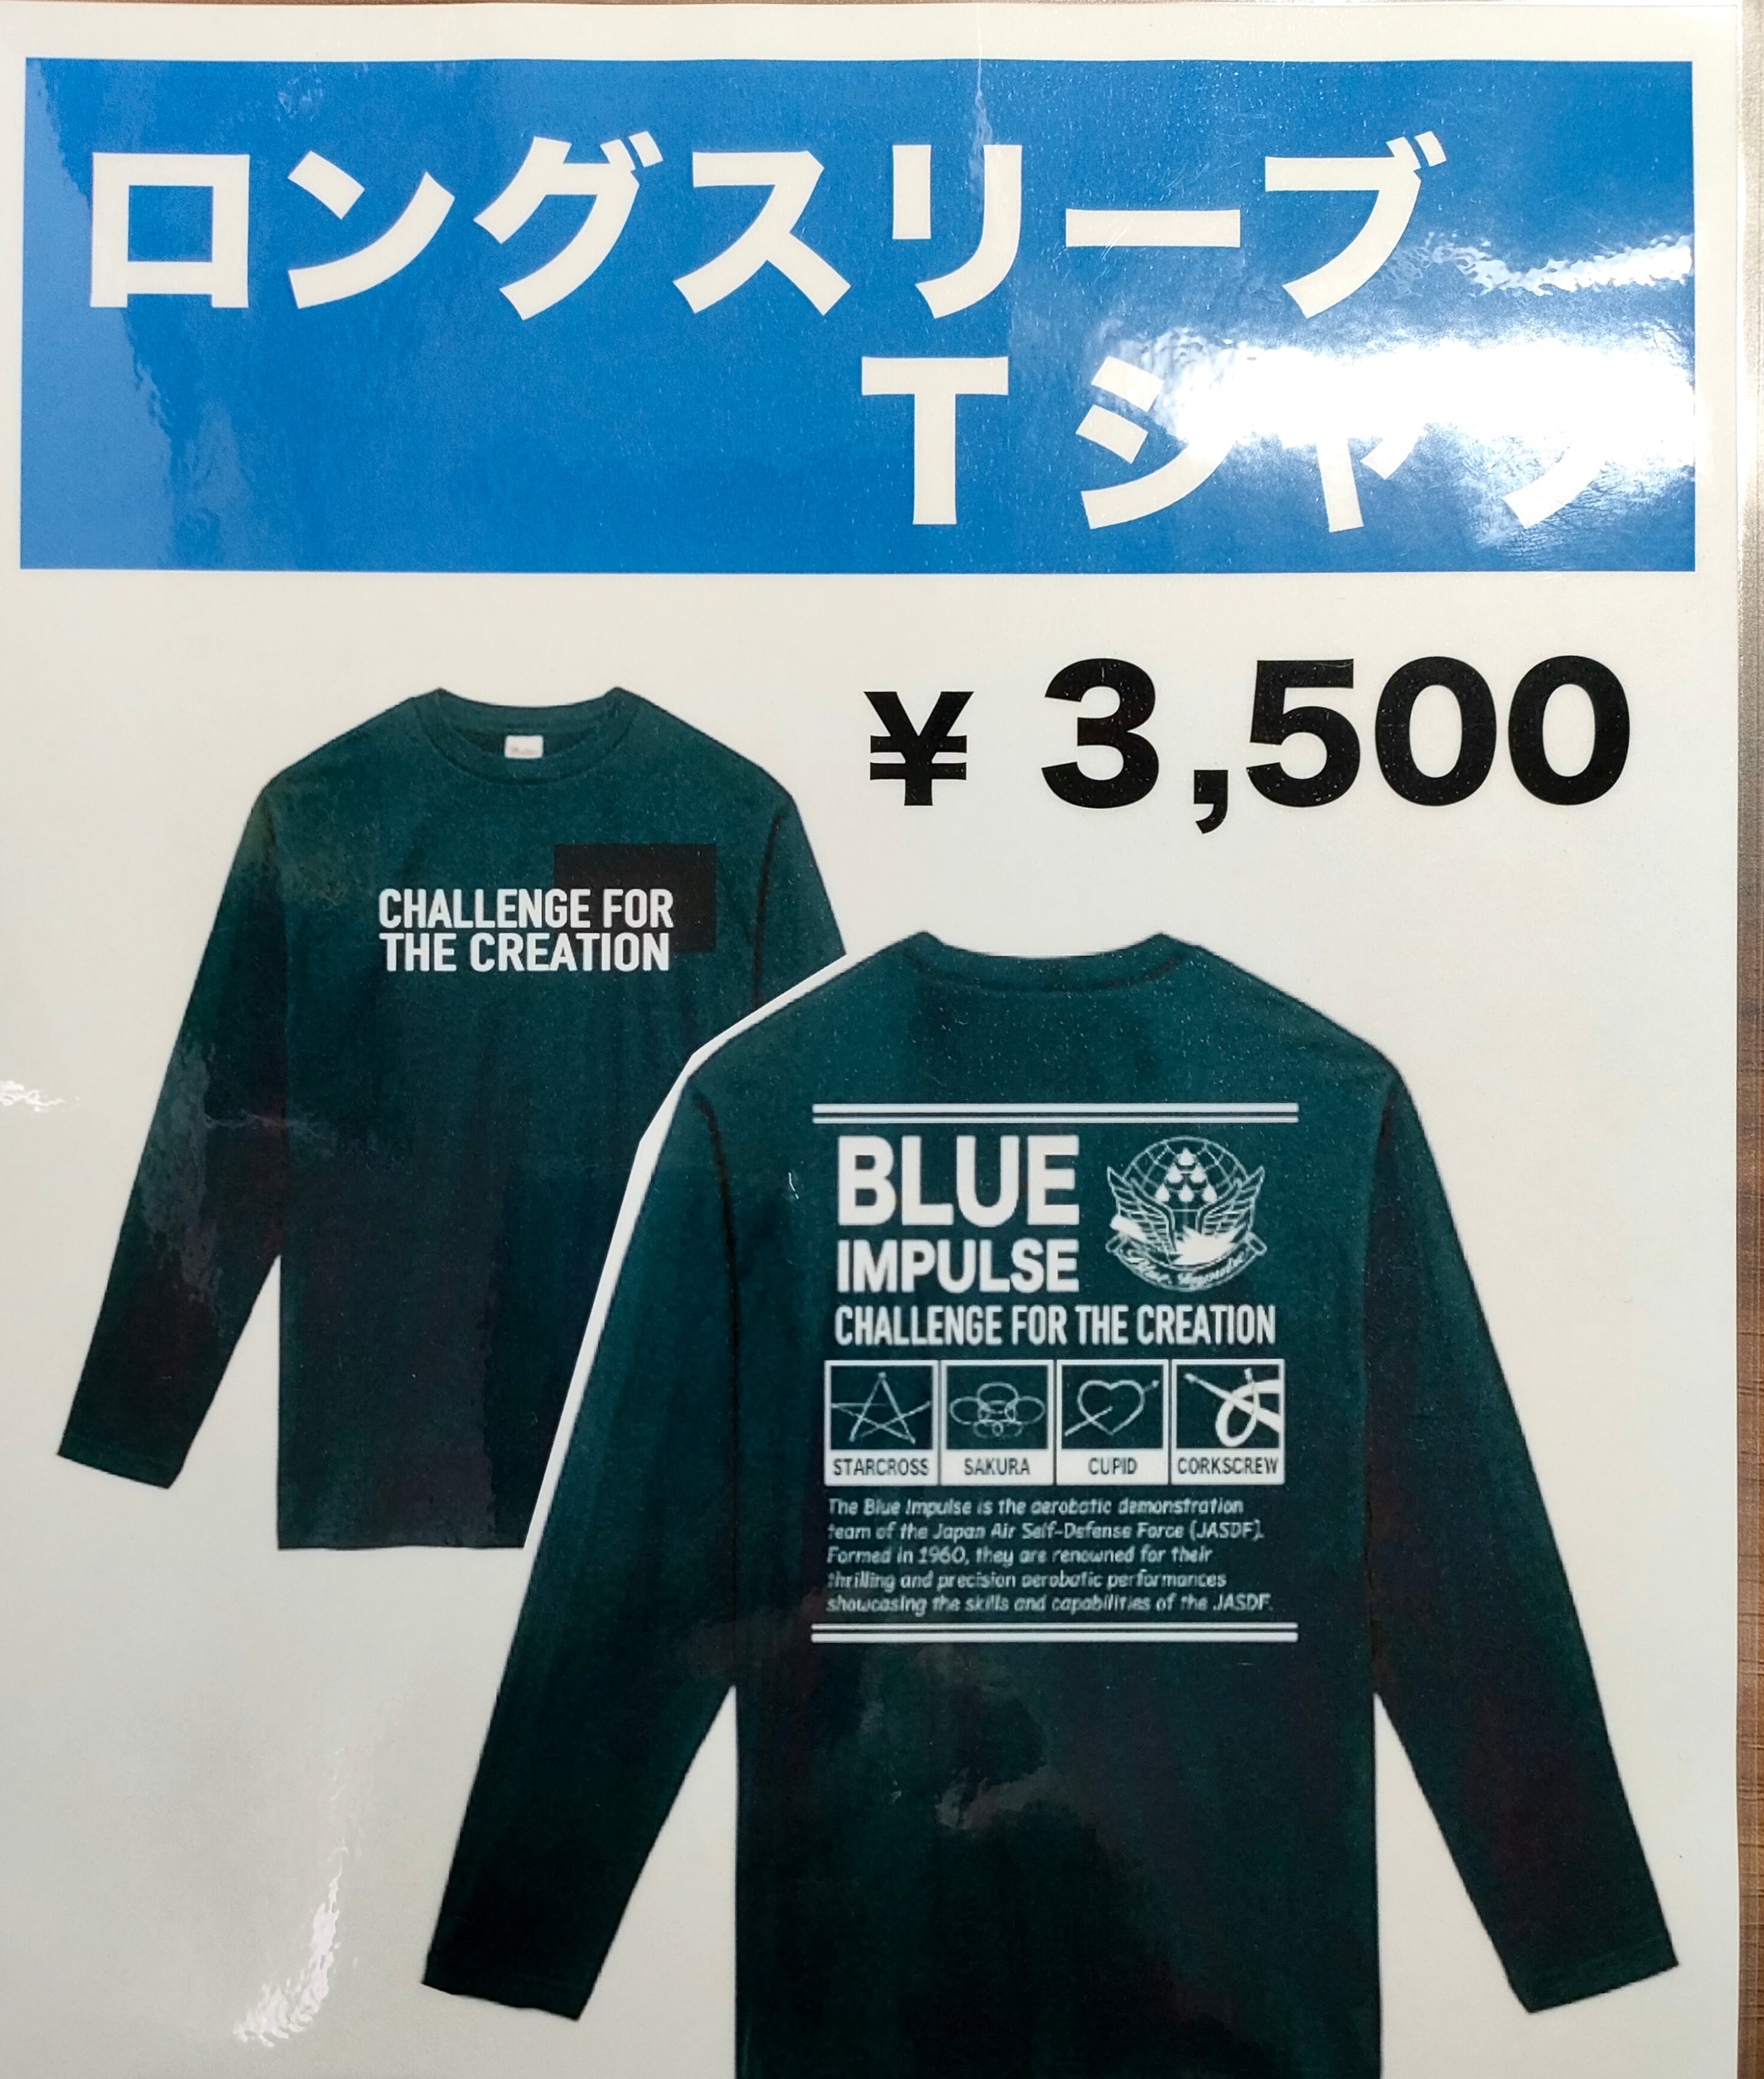 ロングスリーブ
Tシャツ
¥ 3,500
CHALLENGE FOR
THE CREATION
BLUE
IMPULSE
Blue Impulse
CHALLENGE FOR THE CREATION
STARCROSS SAKURA CUPID CORKSCREW
The Blue Impulse is the aerobatic demonstration
team of the Japan Air Self-Defense Force (JASDF).
Formed in 1960, they are renowned for their
thrilling and precision aerobatic performances
showcasing the skills and capabilities of the JASDF.